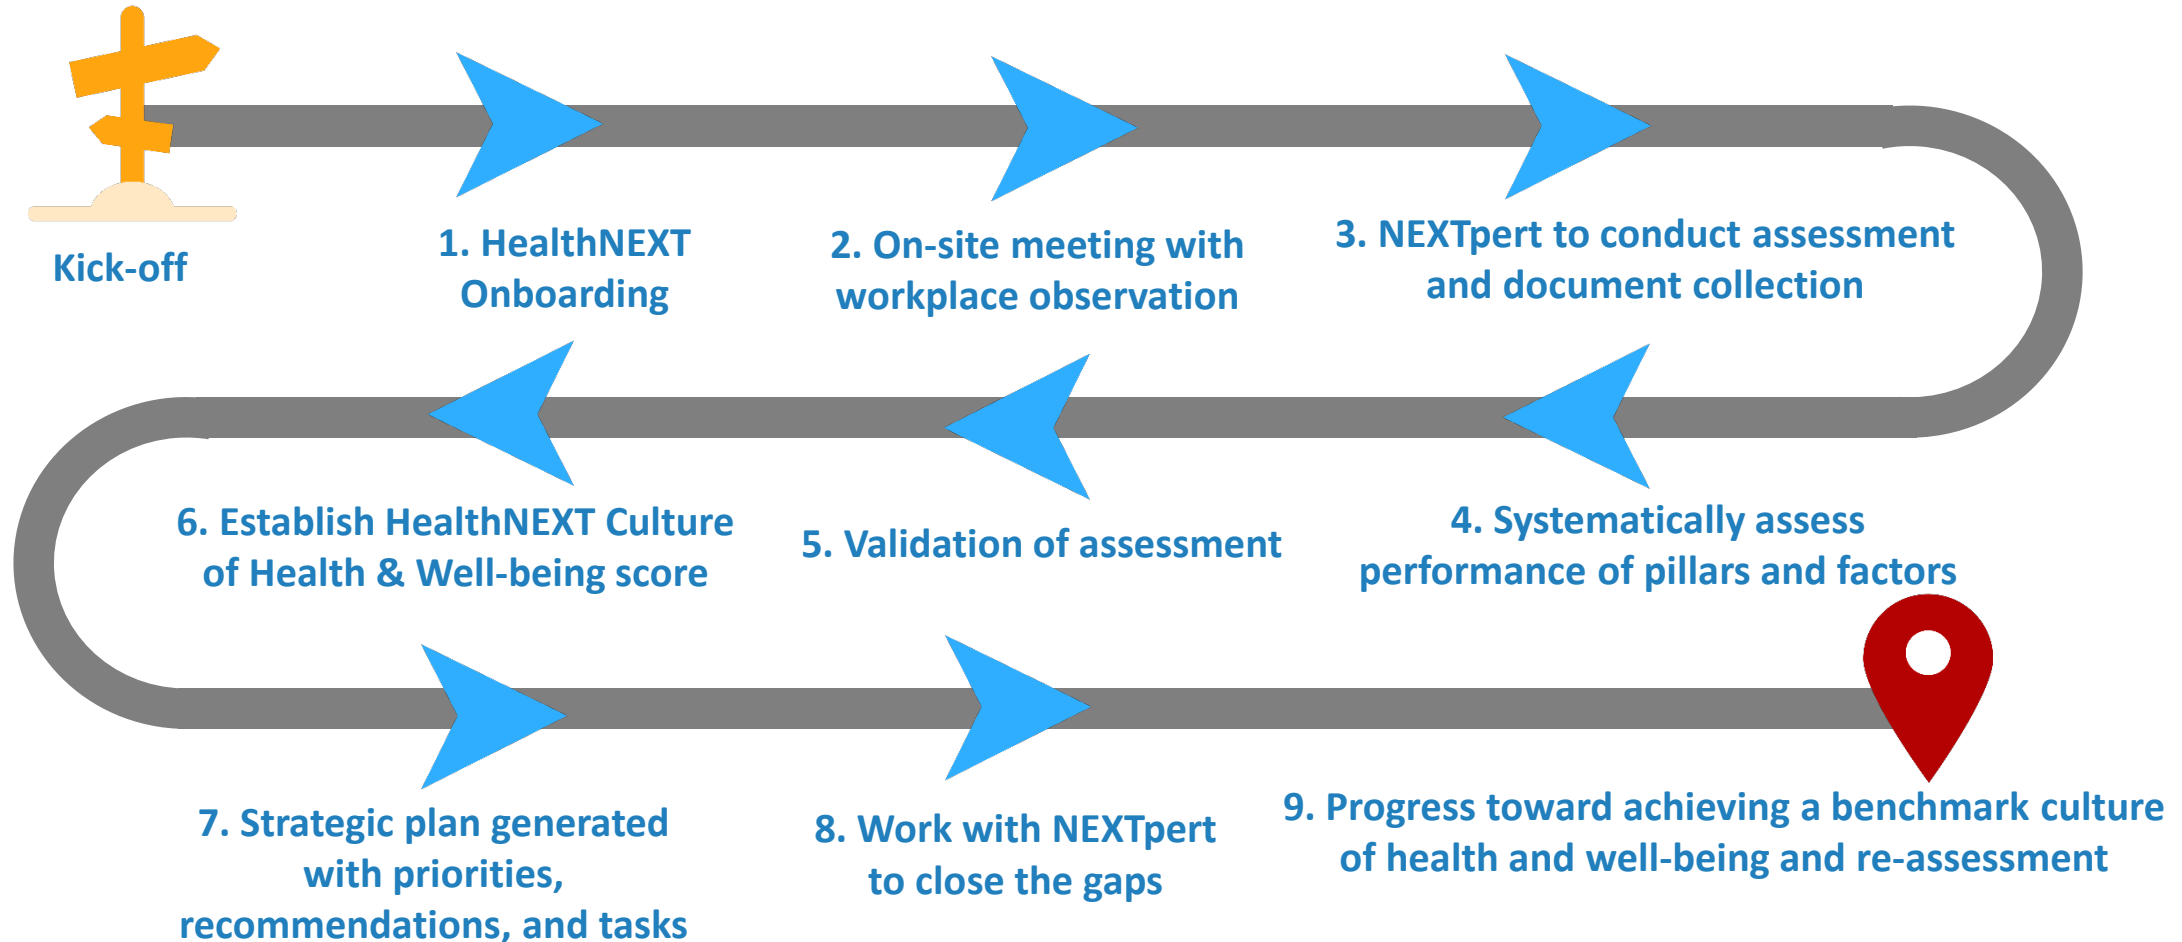 Kick-off
1. HealthNEXT
Onboarding
2. On-site meeting with
workplace observation
3. NEXTpert to conduct assessment
and document collection
4. Systematically assess
performance of pillars and factors
5. Validation of assessment
6. Establish HealthNEXT Culture
of Health & Well-being score
7. Strategic plan generated
with priorities,
recommendations, and tasks
8. Work with NEXTpert
to close the gaps
9. Progress toward achieving a benchmark culture
of health and well-being and re-assessment